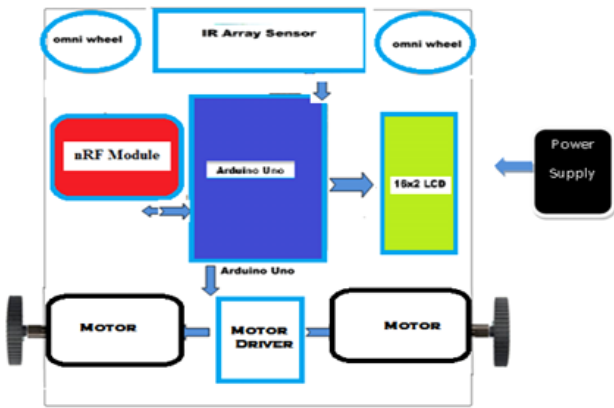 omni wheel
IR Array Sensor
omni wheel
nRF Module
Arduino Uno
16x2 LCD
Power
Supply
Arduino Uno
MOTOR
MOTOR
DRIVER
MOTOR